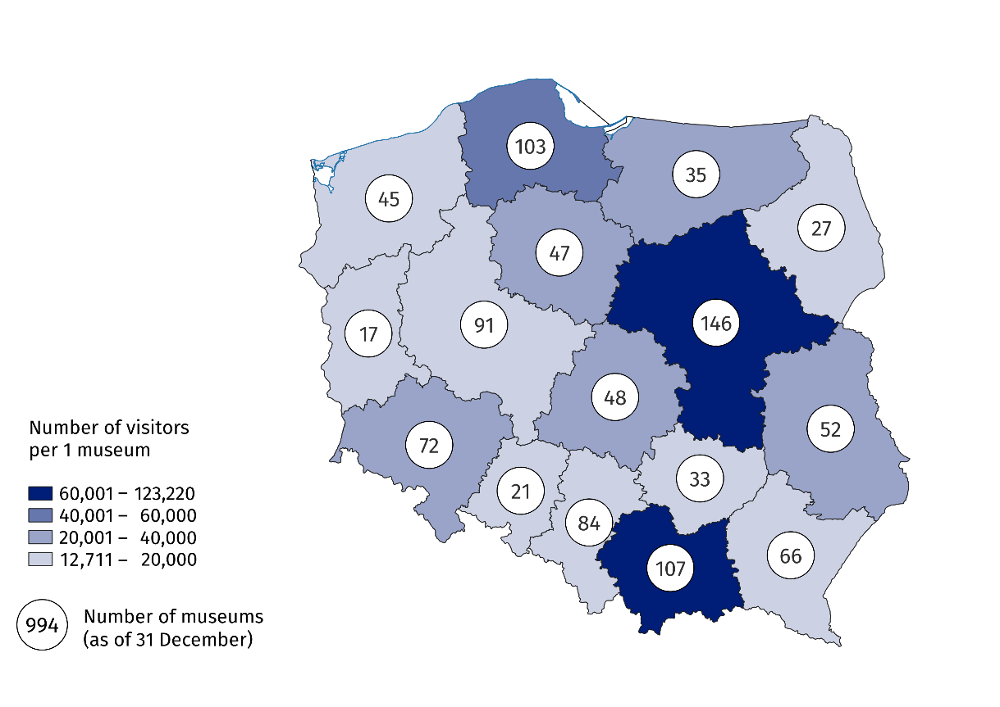 103
35
45
27
47
146
91
17
48
52
72
33
21
84
66
107
Number of visitors
per 1 museum
60,001 – 123,220
40,001 – 60,000
20,001 – 40,000
12,711 – 20,000
994 Number of museums
(as of 31 December)